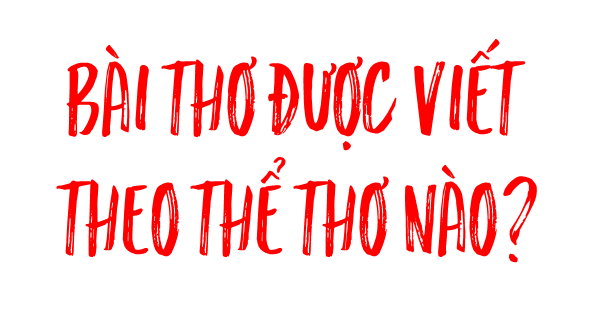 BÀI THƠ ĐƯỢC VIẾT
THEO THỂ THƠ NÀO?